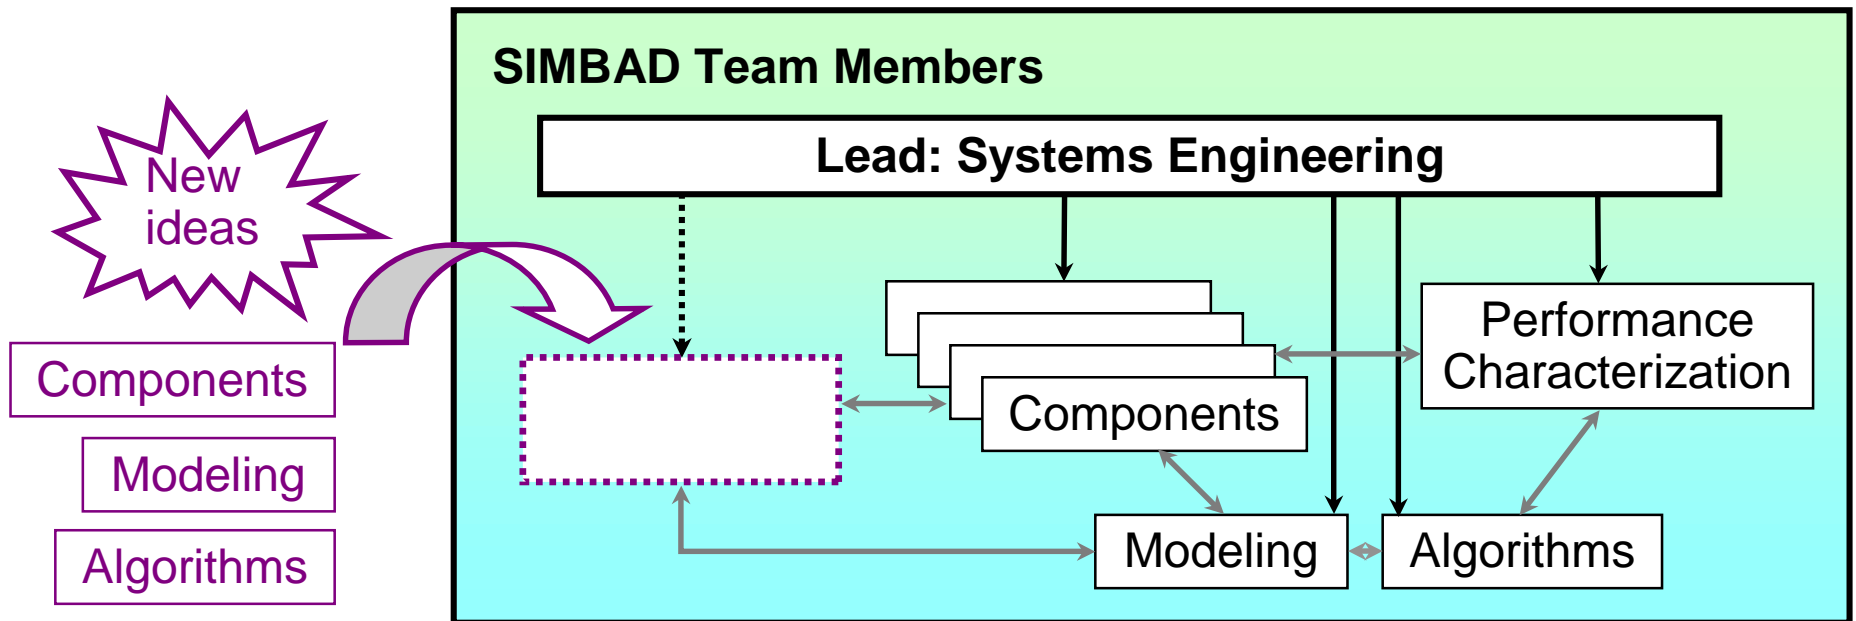 SIMBAD Team Members
Lead: Systems Engineering
New
ideas
Components
Modeling
Algorithms
Components
Performance
Characterization
Modeling
Algorithms